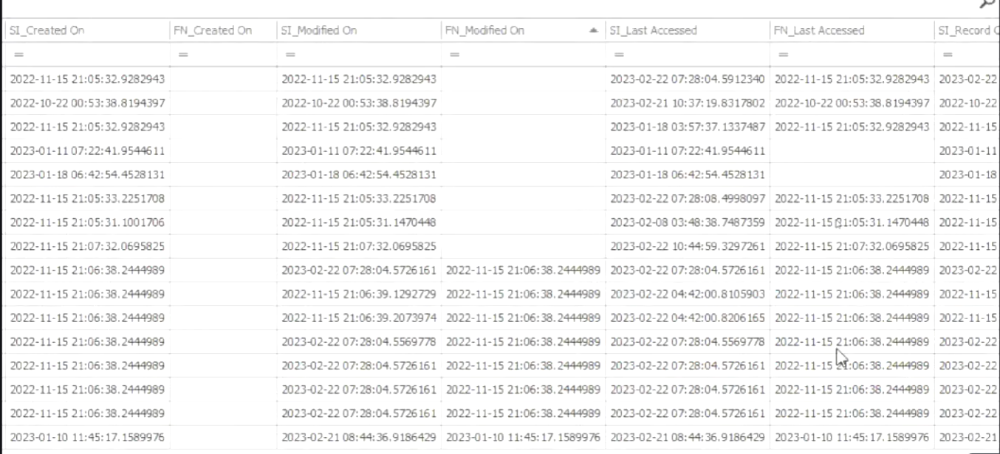 SI_Created On FN_Created On SI_Modified On FN_Modified On SI_Last Accessed FN_Last Accessed SI_Record
= = = = = = =
2022-11-15 21:05:32.9282943 2022-11-15 21:05:32.9282943 2023-02-22 07:28:04.5912340 2022-11-15 21:05:32.9282943 2023-02-22
2022-10-22 00:53:38.8194397 2022-10-22 00:53:38.8194397 2023-02-21 10:37:19.8317802 2022-10-22 00:53:38.8194397 2022-10-22
2022-11-15 21:05:32.9282943 2022-11-15 21:05:32.9282943 2023-01-18 03:57:37.1337487 2022-11-15 21:05:32.9282943 2022-11-15
2023-01-11 07:22:41.9544611 2023-01-11 07:22:41.9544611 2023-01-11 07:22:41.9544611 2023-01-11
2023-01-18 06:42:54.4528131 2023-01-18 06:42:54.4528131 2023-01-18 06:42:54.4528131 2023-01-18
2022-11-15 21:05:33.2251708 2022-11-15 21:05:33.2251708 2023-02-22 07:28:08.4998097 2022-11-15 21:05:33.2251708 2022-11-15
2022-11-15 21:05:31.1001706 2022-11-15 21:05:31.1470448 2023-02-08 03:48:38.7487359 2022-11-15 21:05:31.1470448 2022-11-15
2022-11-15 21:07:32.0695825 2022-11-15 21:07:32.0695825 2023-02-22 10:44:59.3297261 2022-11-15 21:07:32.0695825 2022-11-15
2022-11-15 21:06:38.2444989 2023-02-22 07:28:04.5726161 2022-11-15 21:06:38.2444989 2023-02-22 07:28:04.5726161 2022-11-15 21:06:38.2444989 2023-02-22
2022-11-15 21:06:38.2444989 2022-11-15 21:06:39.1292729 2022-11-15 21:06:38.2444989 2023-02-22 04:42:00.8105903 2022-11-15 21:06:38.2444989 2022-11-15
2022-11-15 21:06:38.2444989 2022-11-15 21:06:39.2073974 2022-11-15 21:06:38.2444989 2023-02-22 04:42:00.8206165 2022-11-15 21:06:38.2444989 2022-11-15
2022-11-15 21:06:38.2444989 2023-02-22 07:28:04.5569778 2022-11-15 21:06:38.2444989 2023-02-22 07:28:04.5569778 2022-11-15 21:06:38.2444989 2023-02-22
2022-11-15 21:06:38.2444989 2023-02-22 07:28:04.5726161 2022-11-15 21:06:38.2444989 2023-02-22 07:28:04.5726161 2022-11-15 21:06:38.2444989 2023-02-22
2022-11-15 21:06:38.2444989 2023-02-22 07:28:04.5726161 2022-11-15 21:06:38.2444989 2023-02-22 07:28:04.5726161 2022-11-15 21:06:38.2444989 2023-02-22
2022-11-15 21:06:38.2444989 2023-02-22 07:28:04.5726161 2022-11-15 21:06:38.2444989 2023-02-22 07:28:04.5726161 2022-11-15 21:06:38.2444989 2023-02-22
2023-01-10 11:45:17.1589976 2023-02-21 08:44:36.9186429 2023-01-10 11:45:17.1589976 2023-02-21 08:44:36.9186429 2023-01-10 11:45:17.1589976 2023-02-21